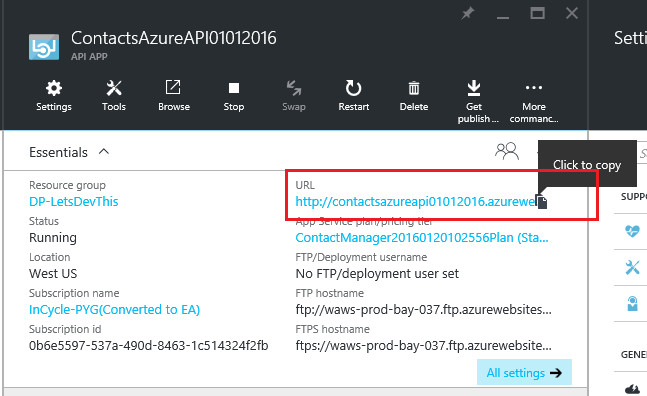 ContactsAzureAPI01012016
API APP
Setti
Settings
Tools
Browse
Stop
Swap
Restart
Delete
Get publish ...
More commanc...
Essentials
Click to copy
Resource group
DP-LetsDevThis
Status
Running
Location
West US
Subscription name
InCycle-PYG(Converted to EA)
Subscription id
0b6e5597-537a-490d-8463-1c514324f2fb
URL
http://contactsazureapi01012016.azurewe
App Service plan/pricing tier
ContactManager20160120102556Plan (Sta...
FTP/Deployment username
No FTP/deployment user set
FTP hostname
ftp://waws-prod-bay-037.ftp.azurewebsites...
FTPS hostname
ftps://waws-prod-bay-037.ftp.azurewebsit...
All settings
SUPPO
GENER